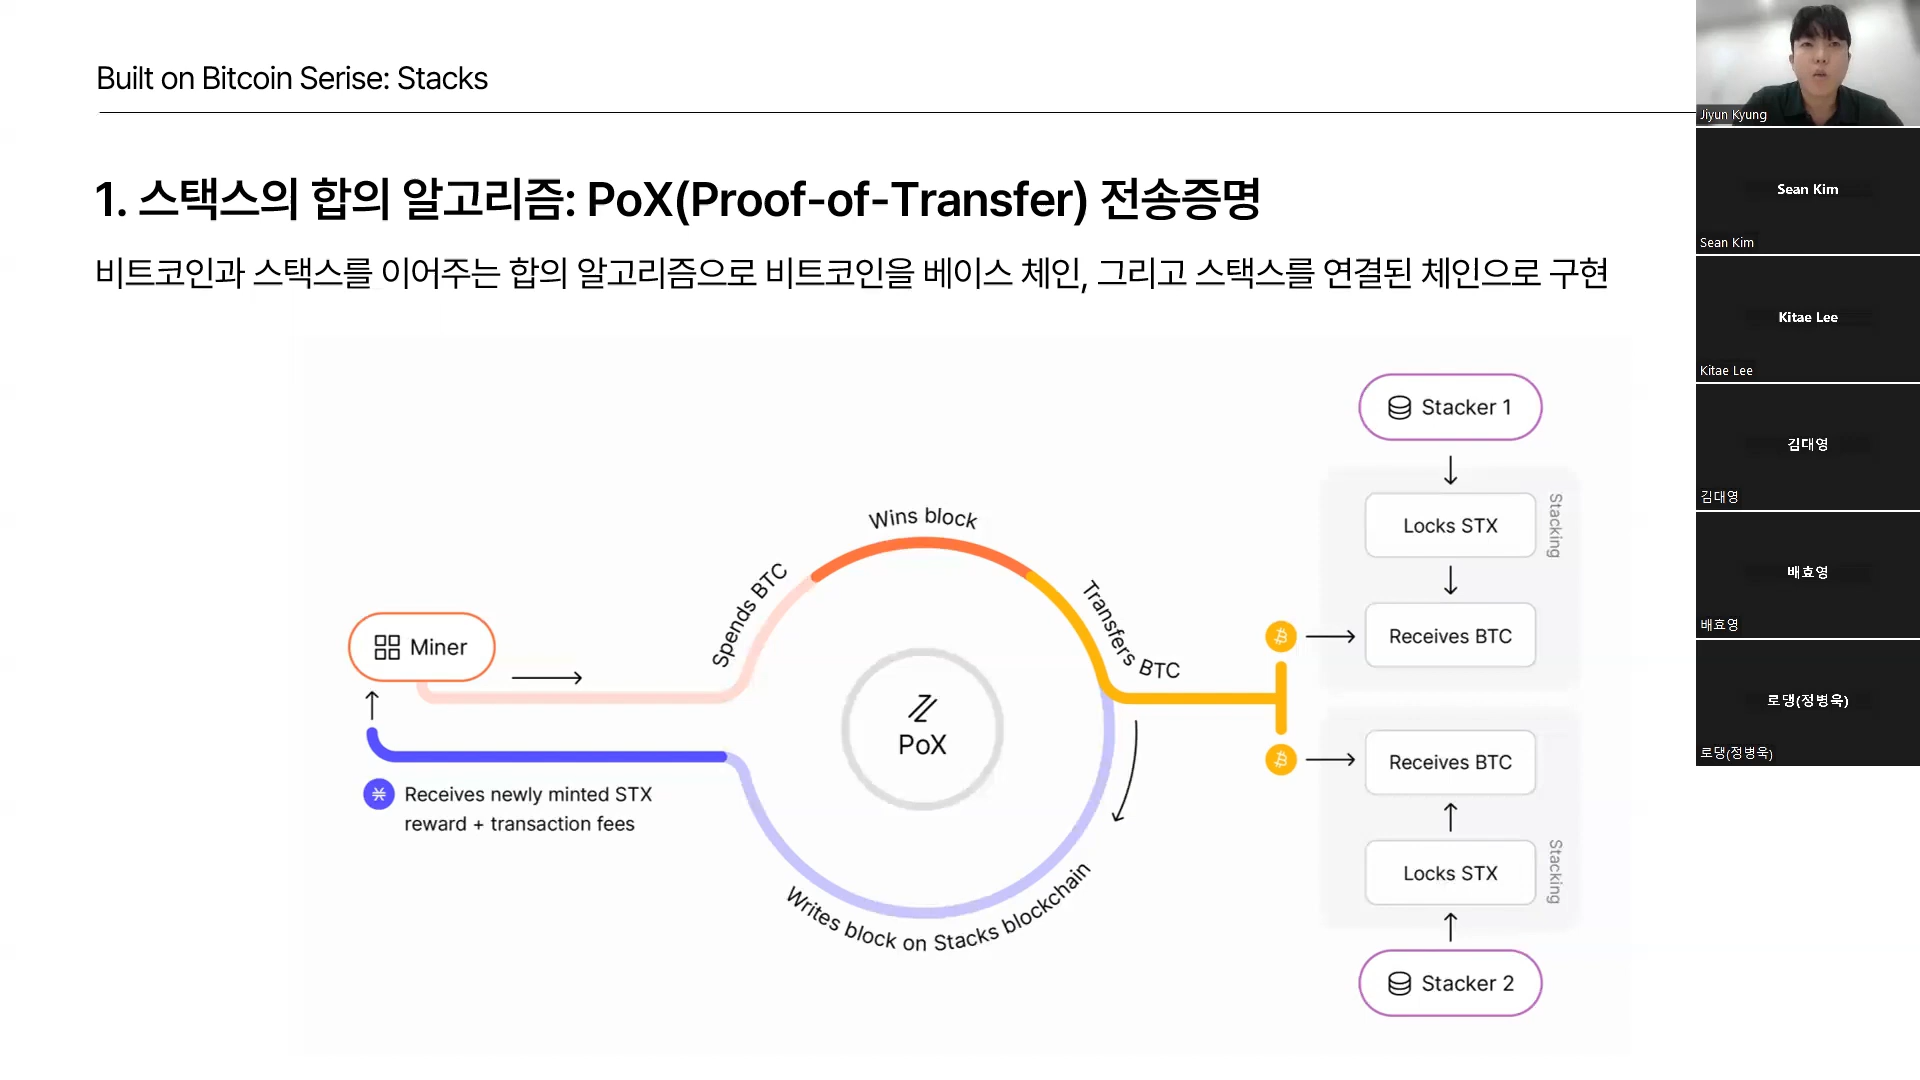 Built on Bitcoin Serise: Stacks
1. 스택스의 합의 알고리즘: PoX(Proof-of-Transfer) 전송증명
비트코인과 스택스를 이어주는 합의 알고리즘으로 비트코인을 베이스 체인, 그리고 스택스를 연결된 체인으로 구현
Miner
Spends BTC
Wins block
Transfers BTC
PoX
Writes block on Stacks blockchain
Receives newly minted STX
reward + transaction fees
Stacker 1
Locks STX
Stacking
Receives BTC
Receives BTC
Locks STX
Stacking
Stacker 2
Jiyun Kyung
Sean Kim
Sean Kim
Kitae Lee
Kitae Lee
김대영
김대영
배효영
배효영
로댕(정병욱)
로댕(정병욱)